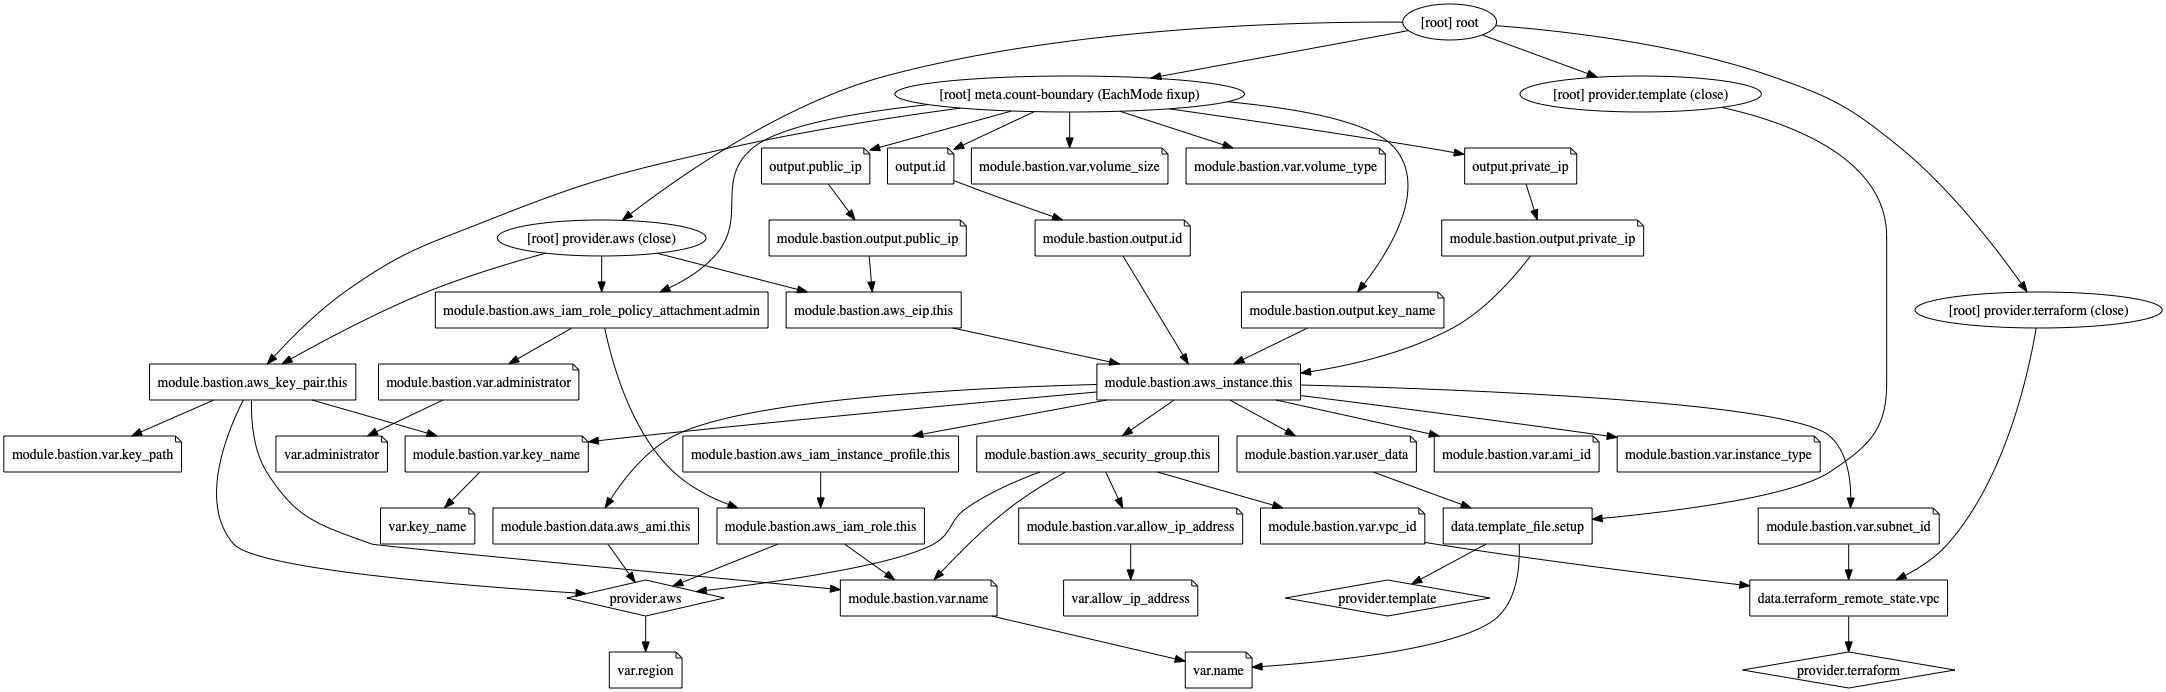 [root] root
[root] meta.count-boundary (EachMode fixup)
[root] provider.template (close)
output.public_ip
output.id
module.bastion.var.volume_size
module.bastion.var.volume_type
output.private_ip
[root] provider.aws (close)
module.bastion.output.public_ip
module.bastion.output.id
module.bastion.output.private_ip
module.bastion.aws_iam_role_policy_attachment.admin
module.bastion.aws_eip.this
module.bastion.output.key_name
[root] provider.terraform (close)
module.bastion.aws_key_pair.this
module.bastion.var.administrator
module.bastion.aws_instance.this
module.bastion.var.key_path
var.administrator
module.bastion.var.key_name
module.bastion.aws_iam_instance_profile.this
module.bastion.aws_security_group.this
module.bastion.var.user_data
module.bastion.var.ami_id
module.bastion.var.instance_type
var.key_name
module.bastion.data.aws_ami.this
module.bastion.aws_iam_role.this
module.bastion.var.allow_ip_address
module.bastion.var.vpc_id
data.template_file.setup
module.bastion.var.subnet_id
provider.aws
module.bastion.var.name
var.allow_ip_address
provider.template
data.terraform_remote_state.vpc
var.region
var.name
provider.terraform